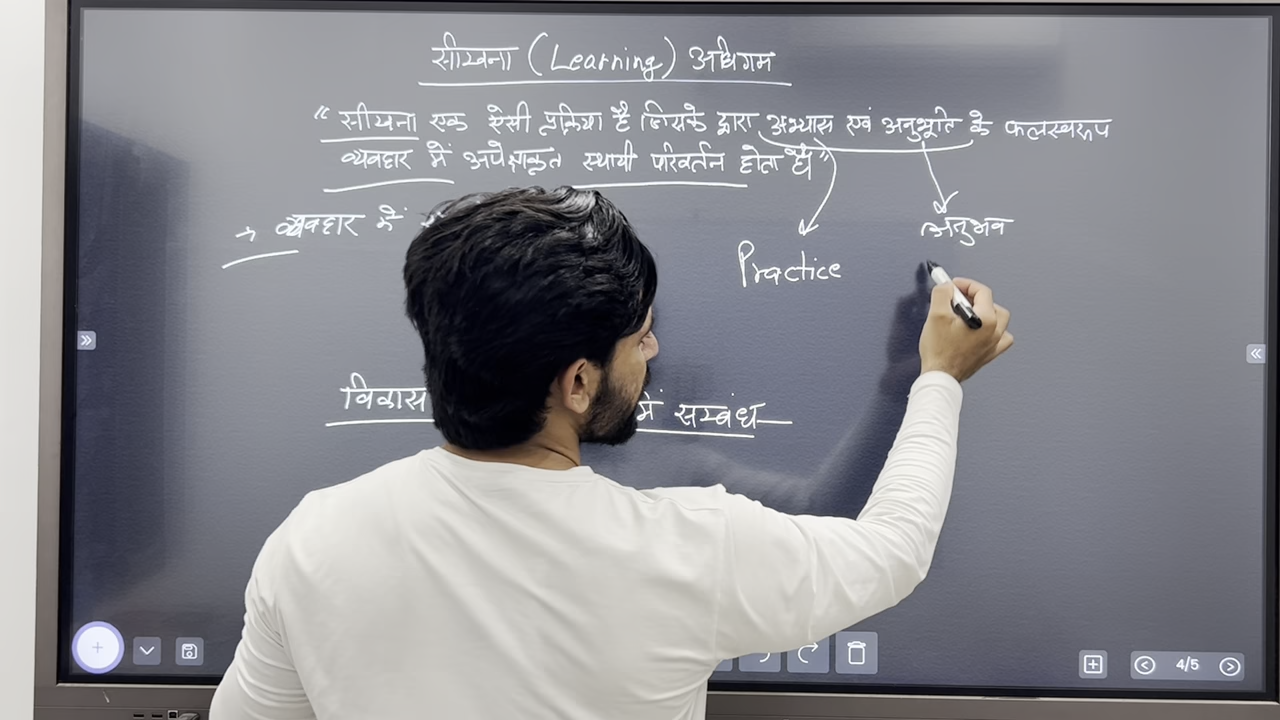 सीखना (Learning) अधिगम
“ सीखना एक ऐसी प्रक्रिया है जिसके द्वारा अभ्यास एवं अनुभूति के फलस्वरूप
व्यवहार में अपेक्षाकृत स्थायी परिवर्तन होता है”
→ व्यवहार में
Practice
अनुभव
विकास में सम्बंध—
4/5